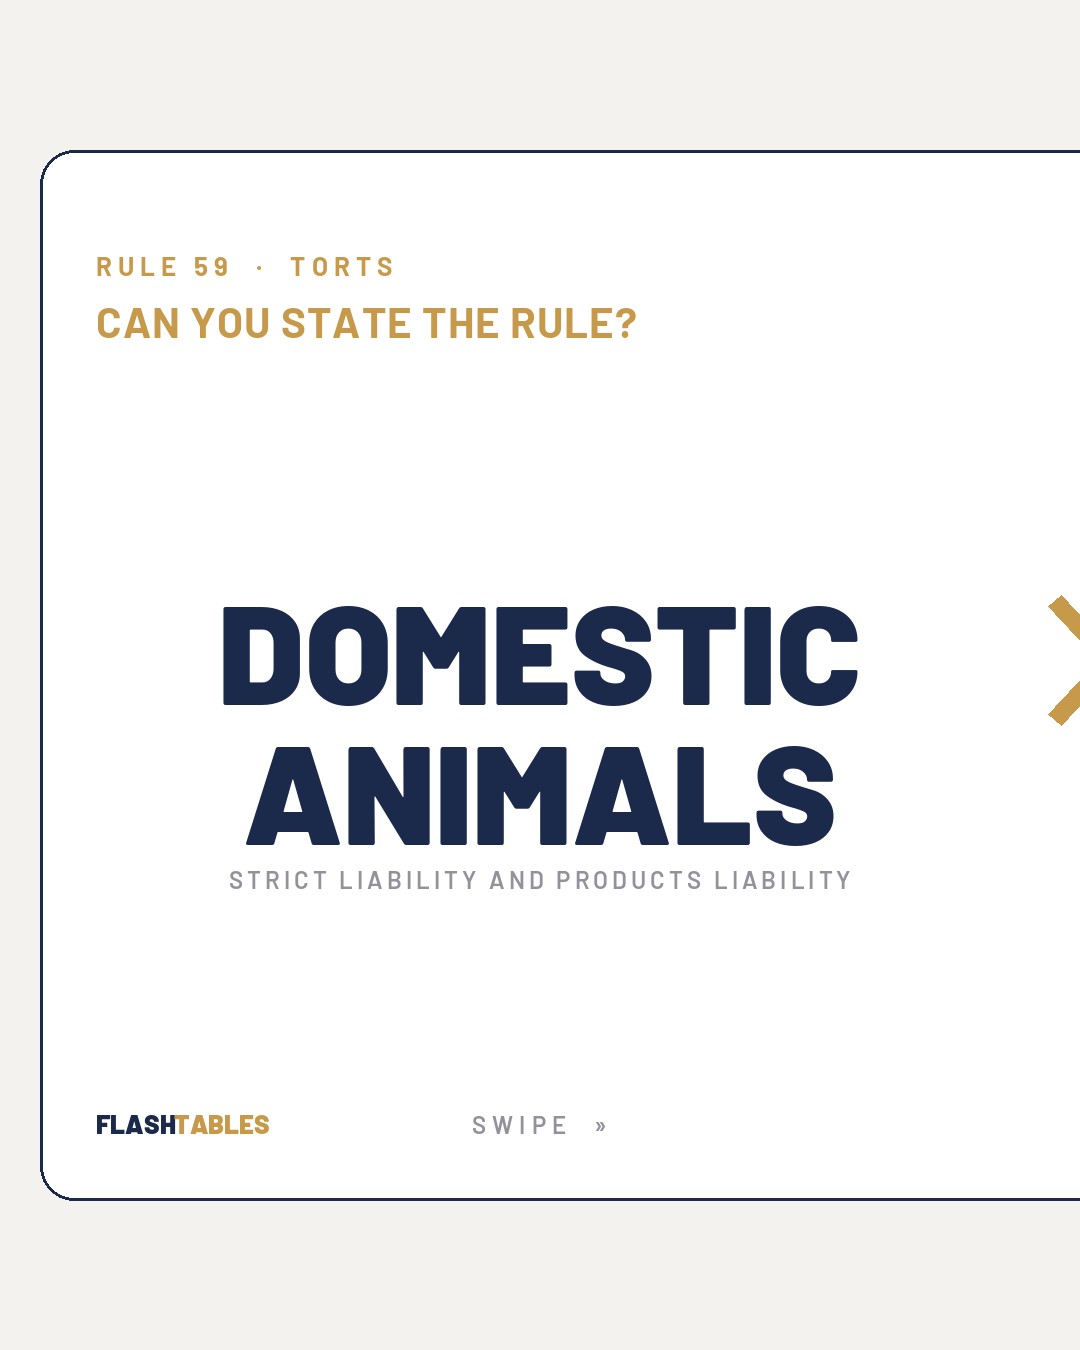 RULE 59 · TORTS
CAN YOU STATE THE RULE?
DOMESTIC
ANIMALS
STRICT LIABILITY AND PRODUCTS LIABILITY
FLASHTABLES
SWIPE »